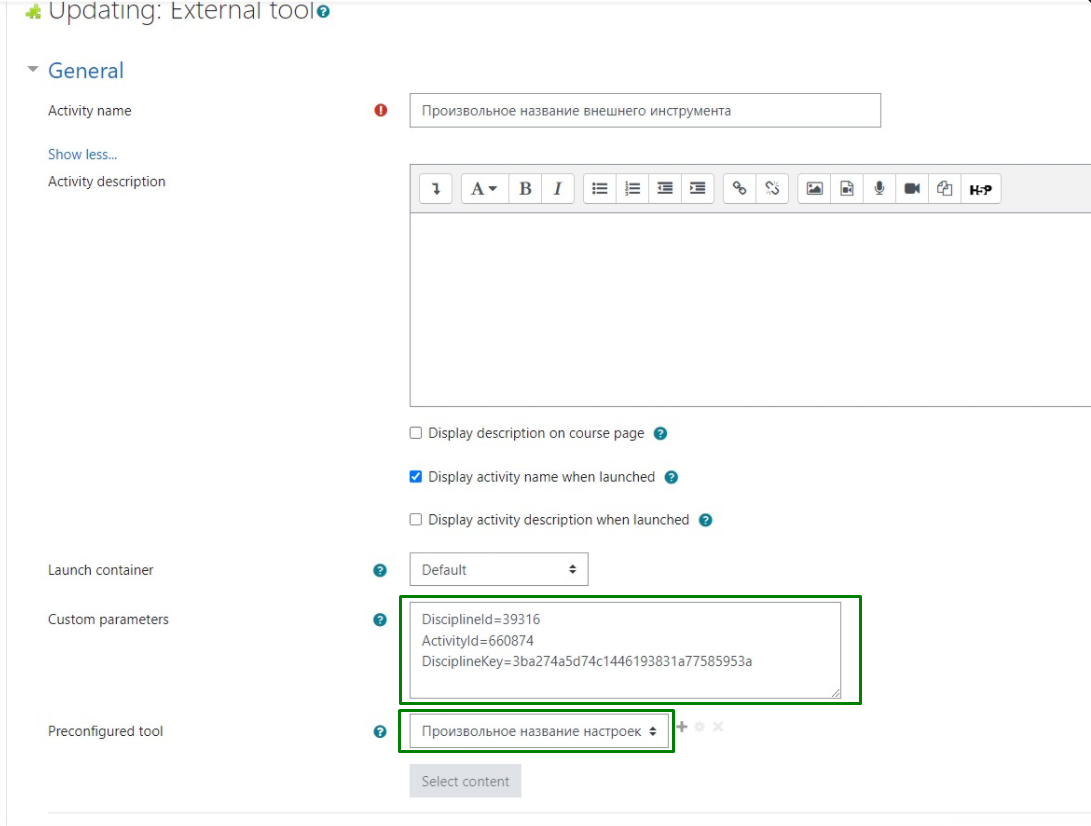 Updating: External tool
General
Activity name
Произвольное название внешнего инструмента
Show less...
Activity description
A B I H-P
Display description on course page
Display activity name when launched
Display activity description when launched
Launch container
Default
Custom parameters
DisciplineId=39316
ActivityId=660874
DisciplineKey=3ba274a5d74c1446193831a77585953a
Preconfigured tool
Произвольное название настроек
Select content